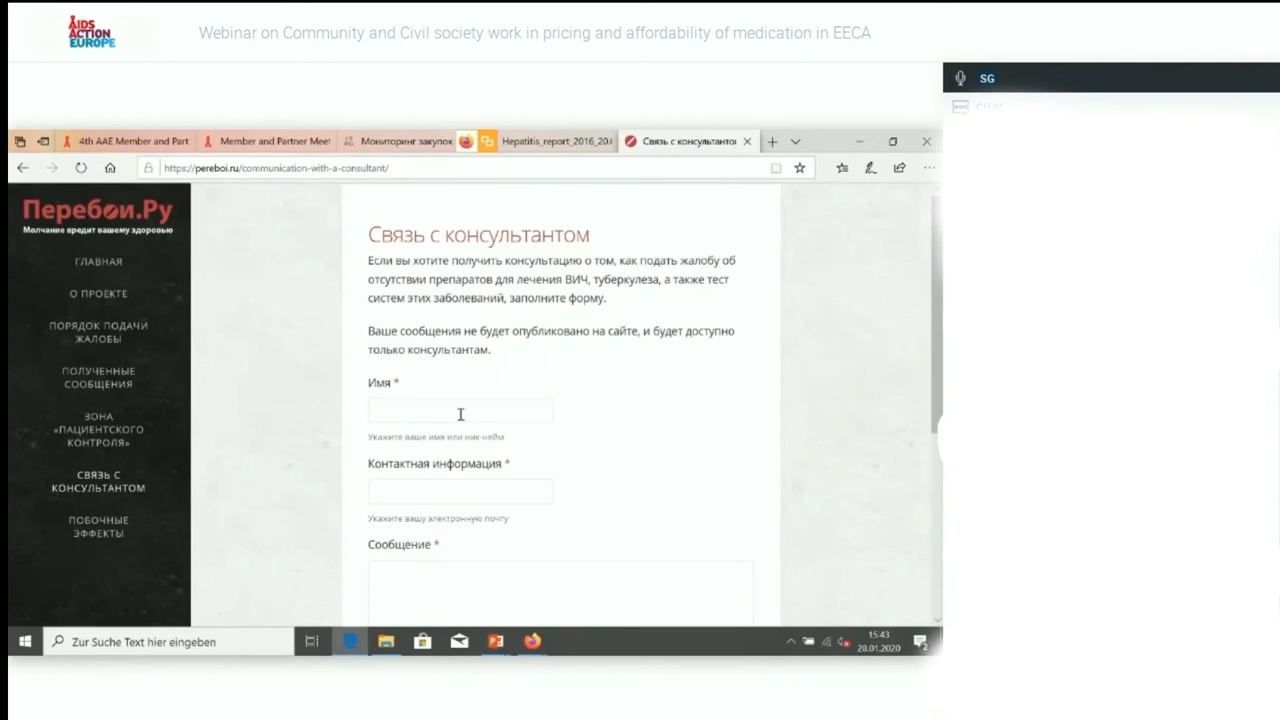 AIDS
ACTION
EUROPE
Webinar on Community and Civil society work in pricing and affordability of medication in EECA
SG
CHAT
4th AAE Member and Part
Member and Partner Meet
Мониторинг закупок
Hepatitis_report_2016_20.
Связь с консультанто
https://pereboi.ru/communication-with-a-consultant/
Перебои.Ру
Молчание вредит вашему здоровью
ГЛАВНАЯ
О ПРОЕКТЕ
ПОРЯДОК ПОДАЧИ
ЖАЛОБЫ
ПОЛУЧЕННЫЕ
СООБЩЕНИЯ
ЗОНА
«ПАЦИЕНТСКОГО
КОНТРОЛЯ»
СВЯЗЬ С
КОНСУЛЬТАНТОМ
ПОБОЧНЫЕ
ЭФФЕКТЫ
Связь с консультантом
Если вы хотите получить консультацию о том, как подать жалобу об
отсутствии препаратов для лечения ВИЧ, туберкулеза, а также тест
систем этих заболеваний, заполните форму.
Ваше сообщения не будет опубликовано на сайте, и будет доступно
только консультантам.
Имя *
Укажите ваше имя или ник-нейм
Контактная информация *
Укажите вашу электронную почту
Сообщение *
Zur Suche Text hier eingeben
15:43
28.01.2020
2